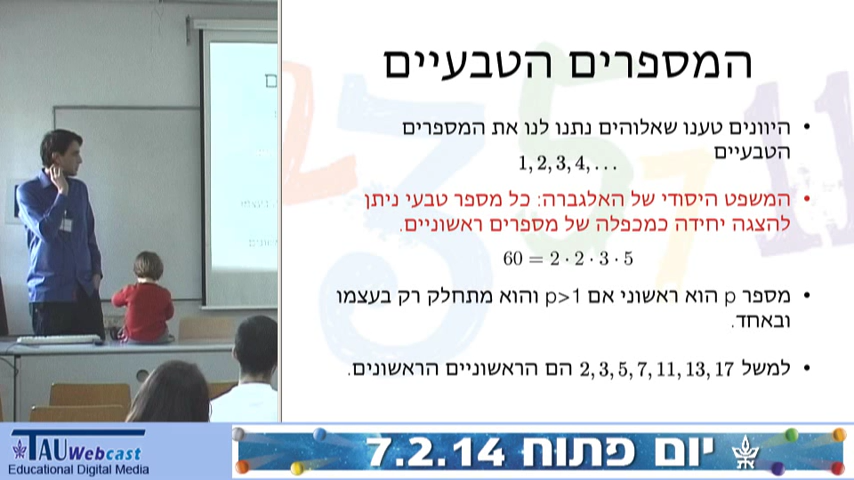 המספרים הטבעיים
• היוונים טענו שאלוהים נתנו לנו את המספרים
הטבעיים
1, 2, 3, 4, . . .
• המשפט היסודי של האלגברה: כל מספר טבעי ניתן
להצגה יחידה כמכפלה של מספרים ראשוניים.
60 = 2 · 2 · 3 · 5
• מספר p הוא ראשוני אם p>1 והוא מתחלק רק בעצמו
ובאחד.
• למשל 2, 3, 5, 7, 11, 13, 17 הם הראשוניים הראשונים.
TAU Webcast
Educational Digital Media
יום פתוח 7.2.14